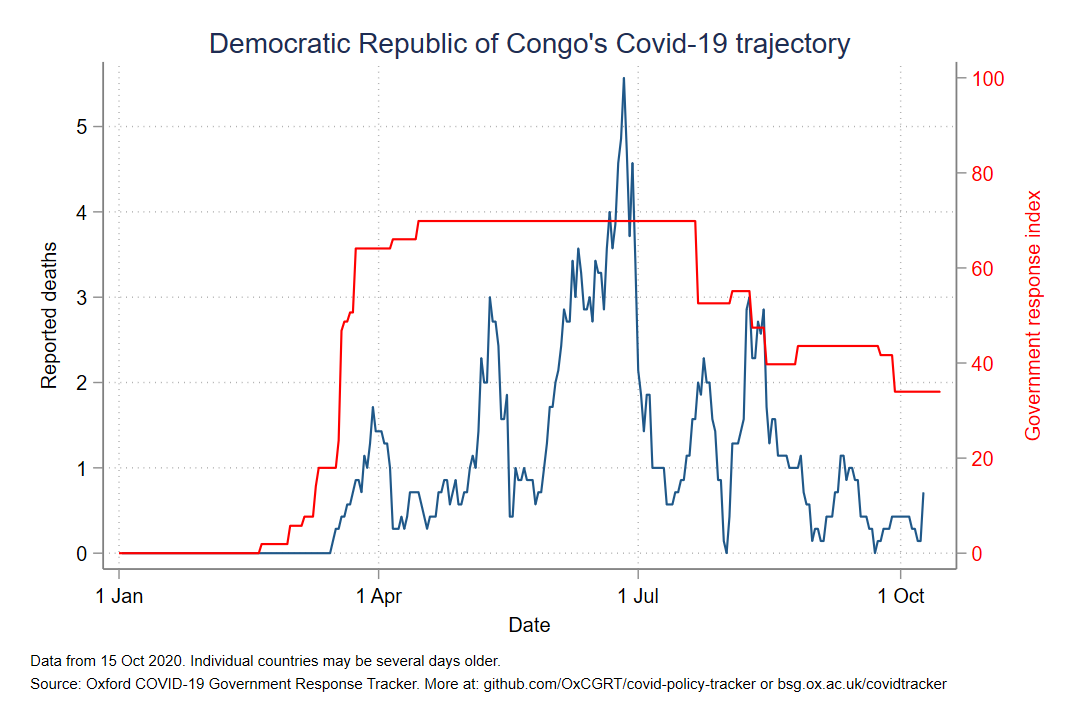 Democratic Republic of Congo's Covid-19 trajectory
Reported deaths
5
4
3
2
1
0
100
80
60
40
20
0
Government response index
1 Jan
1 Apr
1 Jul
1 Oct
Date
Data from 15 Oct 2020. Individual countries may be several days older.
Source: Oxford COVID-19 Government Response Tracker. More at: github.com/OxCGRT/covid-policy-tracker or bsg.ox.ac.uk/covidtracker